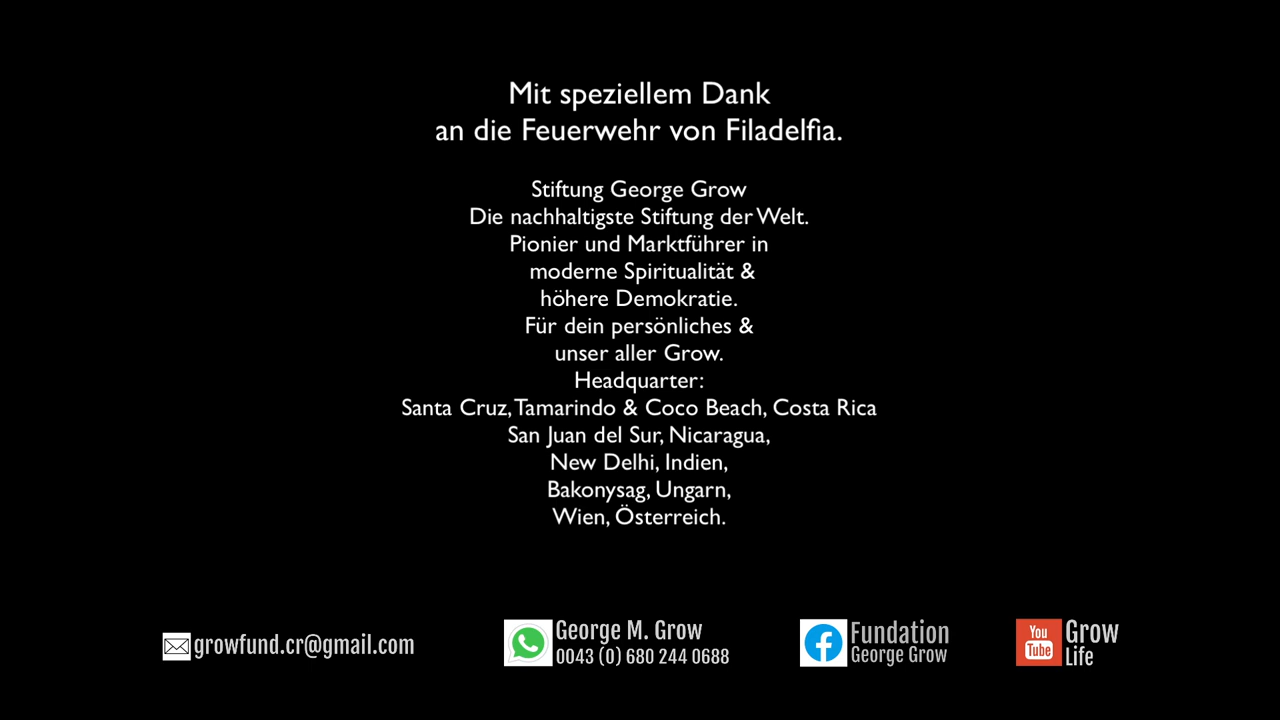 Mit speziellem Dank
an die Feuerwehr von Filadelfia.
Stiftung George Grow
Die nachhaltigste Stiftung der Welt.
Pionier und Marktführer in
moderne Spiritualität &
höhere Demokratie.
Für dein persönliches &
unser aller Grow.
Headquarter:
Santa Cruz, Tamarindo & Coco Beach, Costa Rica
San Juan del Sur, Nicaragua,
New Delhi, Indien,
Bakonysag, Ungarn,
Wien, Österreich.
growfund.cr@gmail.com
George M. Grow
0043 (0) 680 244 0688
Fundation
George Grow
You
Tube
Grow
Life